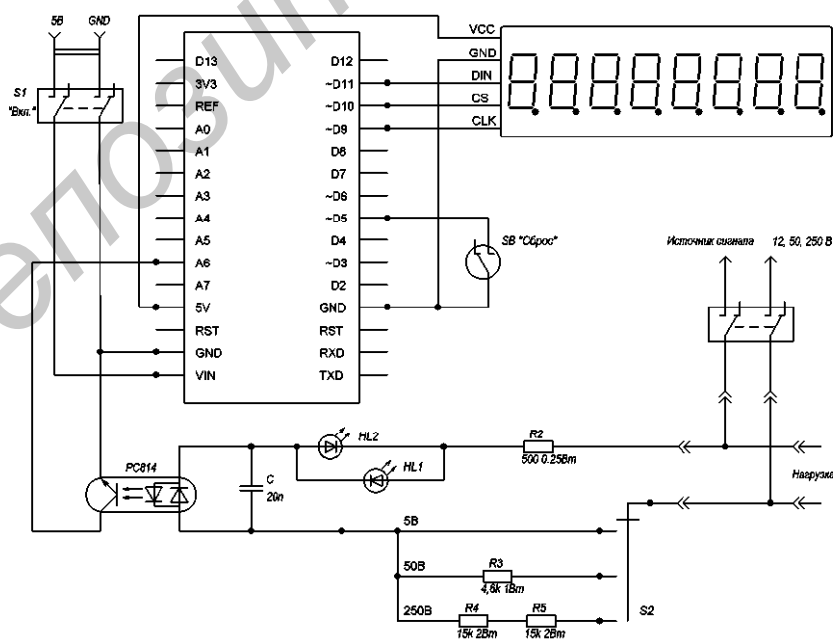 епозит
5В
GND
S1
"Вкл."
D13
3V3
REF
A0
A1
A2
A3
A4
A5
A6
A7
5V
RST
GND
VIN
D12
~D11
~D10
~D9
D8
D7
~D6
~D5
D4
~D3
D2
GND
RST
RXD
TXD
VCC
GND
DIN
CS
CLK
SB "Сброс"
Источник сигнала
12, 50, 250 В
PC814
C
20n
HL2
HL1
R2
500 0.25Вт
Нагрузка
5В
50В
R3
4,6k 1Вт
250В
R4
15k 2Вт
R5
15k 2Вт
S2